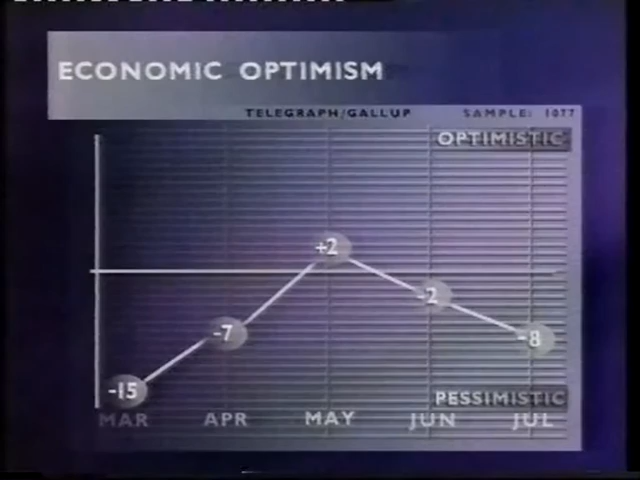 ECONOMIC OPTIMISM
TELEGRAPH/GALLUP SAMPLE: 1077
OPTIMISTIC
+2
-2
-7
-8
-15
PESSIMISTIC
MAR APR MAY JUN JUL